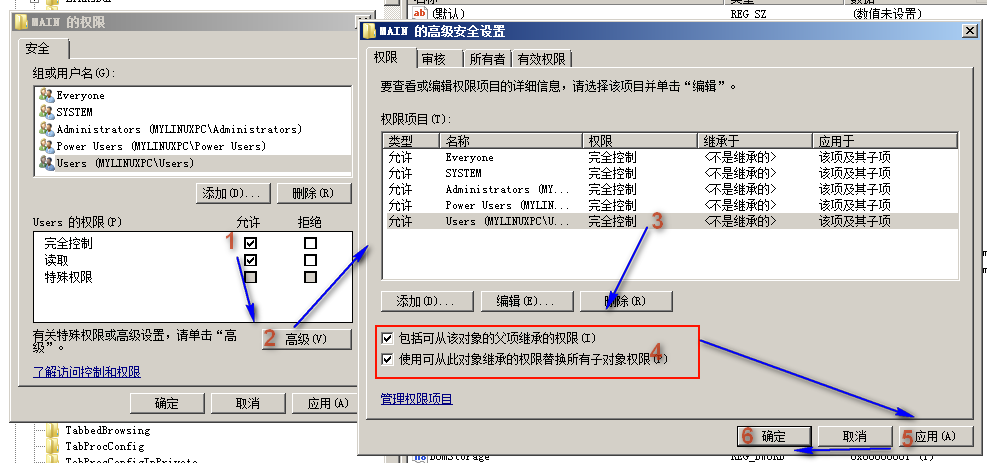 (默认)
REG_SZ
(数值未设置)
MAIN 的权限
安全
组或用户名(G):
Everyone
SYSTEM
Administrators (MYLINUXPC\Administrators)
Power Users (MYLINUXPC\Power Users)
Users (MYLINUXPC\Users)
添加(D)...
删除(R)
Users 的权限(P)
允许
拒绝
1
完全控制
读取
特殊权限
有关特殊权限或高级设置，请单击“高
级”。
2
高级(V)
了解访问控制和权限
确定
取消
应用(A)
TabbedBrowsing
TabProcConfig
TabProcConfigInPrivate
MAIN 的高级安全设置
权限
审核
所有者
有效权限
要查看或编辑权限项目的详细信息，请选择该项目并单击“编辑”。
权限项目(T):
类型 名称 权限 继承于 应用于
允许 Everyone 完全控制 <不是继承的> 该项及其子项
允许 SYSTEM 完全控制 <不是继承的> 该项及其子项
允许 Administrators (MY... 完全控制 <不是继承的> 该项及其子项
允许 Power Users (MYLIN... 完全控制 <不是继承的> 该项及其子项
允许 Users (MYLINUXPC\U... 完全控制 <不是继承的> 该项及其子项
3
添加(D)...
编辑(E)...
删除(R)
包括可从该对象的父项继承的权限(I)
使用可从此对象继承的权限替换所有子对象权限(P)
4
管理权限项目
6
确定
取消
5
应用(A)
DomStorage
REG_DWORD
0x00000001 (1)